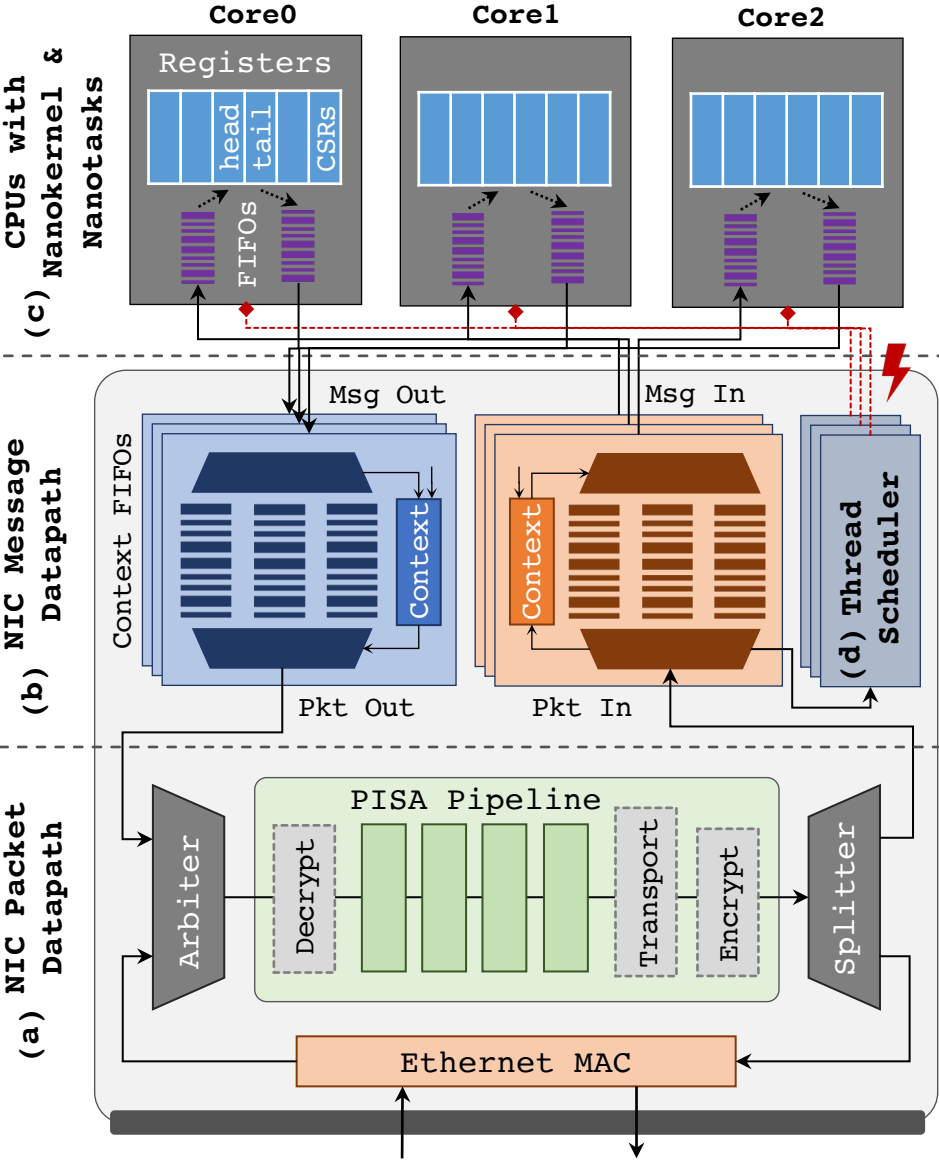 Core0
Core1
Core2
(c) CPUs with
Nanokernel &
Nanotasks
Registers
head
tail
CSRs
FIFOs
Msg Out
Msg In
(b) NIC Message
Datapath
Context FIFOs
Context
Context
(d) Thread
Scheduler
Pkt Out
Pkt In
(a) NIC Packet
Datapath
PISA Pipeline
Arbiter
Decrypt
Transport
Encrypt
Splitter
Ethernet MAC